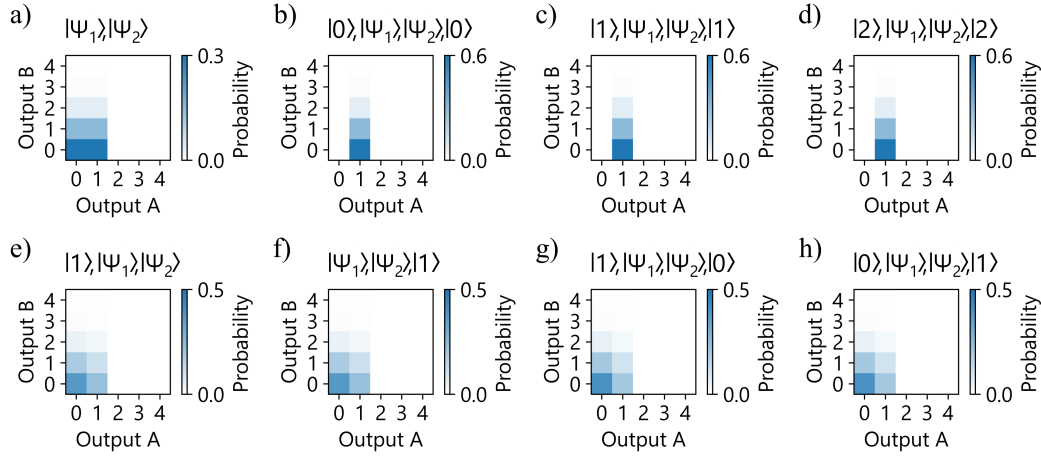 a) |Ψ₁⟩,|Ψ₂⟩
Output B
4
3
2
1
0
0 1 2 3 4
Output A
0.3
0.0
Probability
b) |0⟩,|Ψ₁⟩,|Ψ₂⟩,|0⟩
Output B
4
3
2
1
0
0 1 2 3 4
Output A
0.6
0.0
Probability
c) |1⟩,|Ψ₁⟩,|Ψ₂⟩,|1⟩
Output B
4
3
2
1
0
0 1 2 3 4
Output A
0.6
0.0
Probability
d) |2⟩,|Ψ₁⟩,|Ψ₂⟩,|2⟩
Output B
4
3
2
1
0
0 1 2 3 4
Output A
0.6
0.0
Probability
e) |1⟩,|Ψ₁⟩,|Ψ₂⟩
Output B
4
3
2
1
0
0 1 2 3 4
Output A
0.5
0.0
Probability
f) |Ψ₁⟩,|Ψ₂⟩,|1⟩
Output B
4
3
2
1
0
0 1 2 3 4
Output A
0.5
0.0
Probability
g) |1⟩,|Ψ₁⟩,|Ψ₂⟩,|0⟩
Output B
4
3
2
1
0
0 1 2 3 4
Output A
0.5
0.0
Probability
h) |0⟩,|Ψ₁⟩,|Ψ₂⟩,|1⟩
Output B
4
3
2
1
0
0 1 2 3 4
Output A
0.5
0.0
Probability